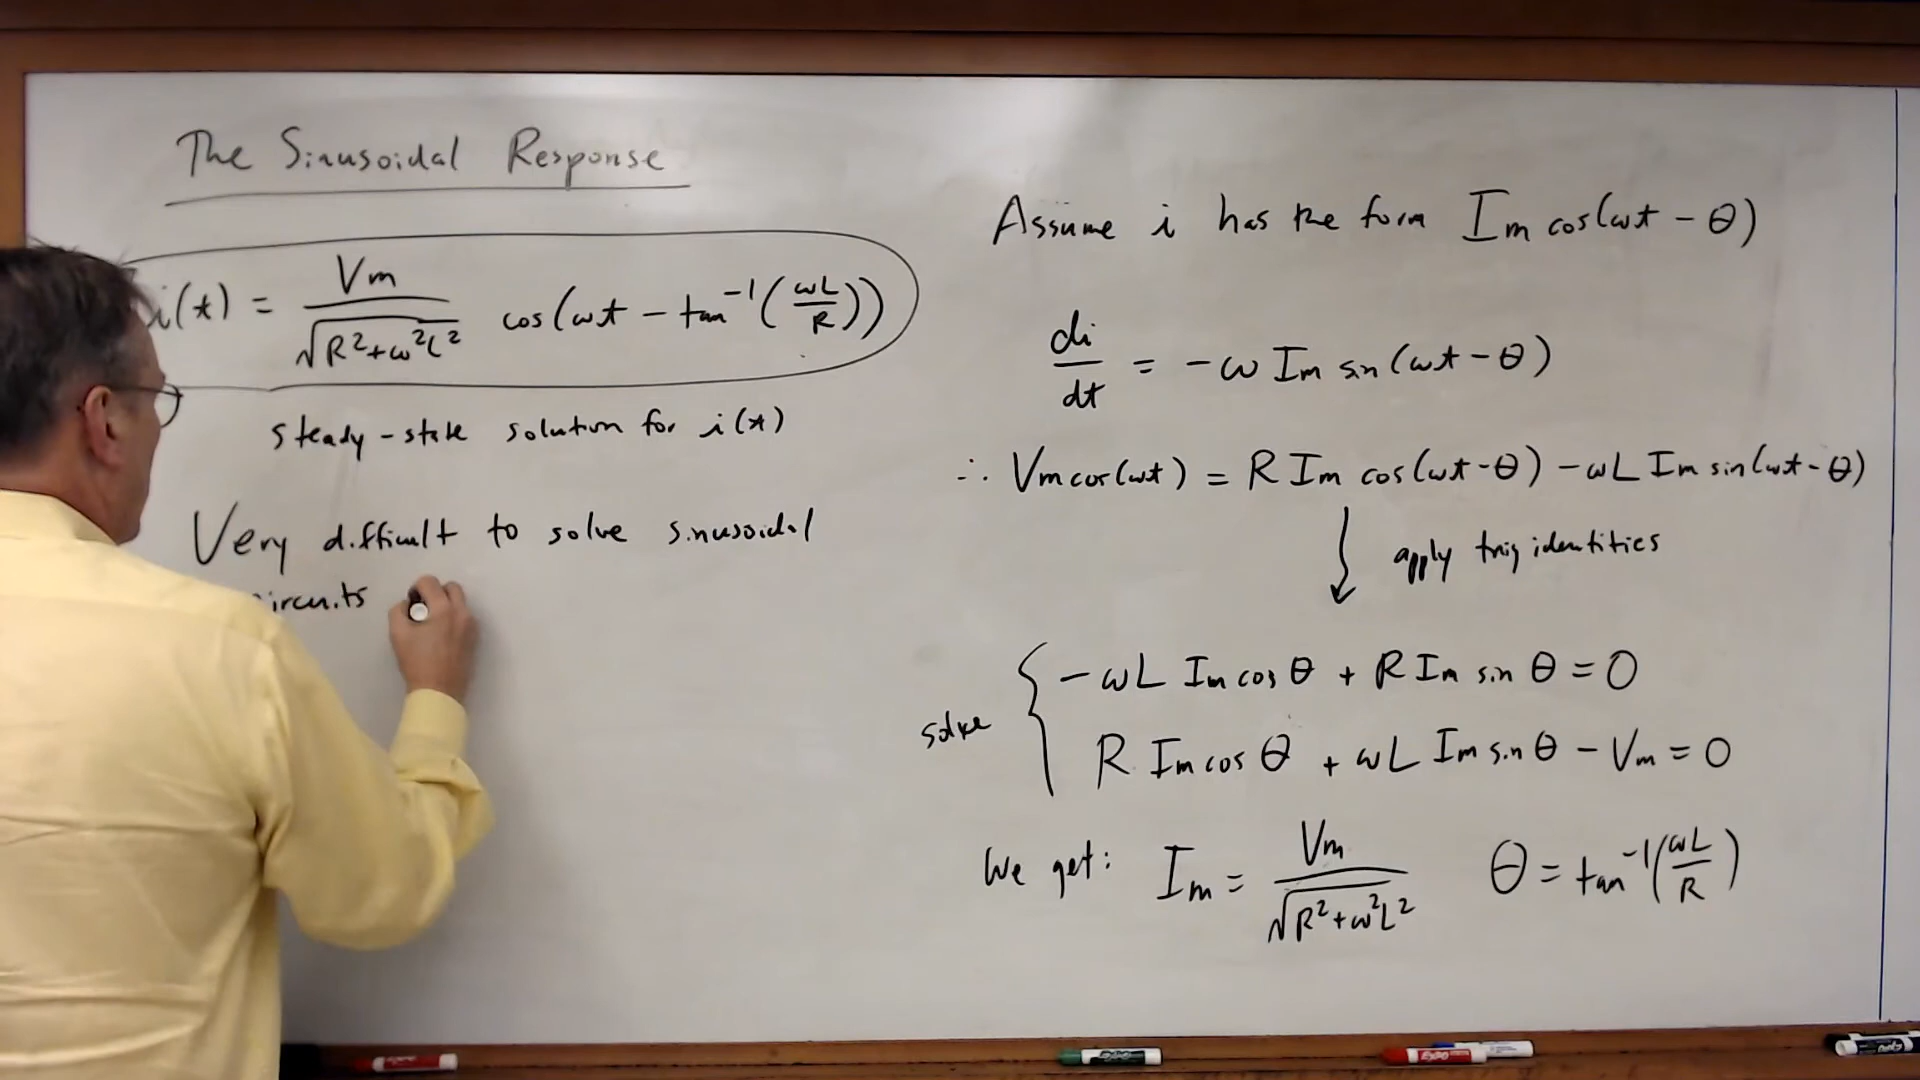 The Sinusoidal Response
i(t) = Vm / √R²+ω²L² cos(ωt − tan⁻¹(ωL/R))
steady-state solution for i(t)
Very difficult to solve sinusoidal
circuits
Assume i has the form Im cos(ωt − θ)
di/dt = −ω Im sin(ωt − θ)
∴ Vm cos(ωt) = R Im cos(ωt − θ) − ωL Im sin(ωt − θ)
↓ apply trig identities
solve { −ωL Im cos θ + R Im sin θ = 0
R Im cos θ + ωL Im sin θ − Vm = 0
We get: Im = Vm / √R²+ω²L² θ = tan⁻¹(ωL/R)
EXPO